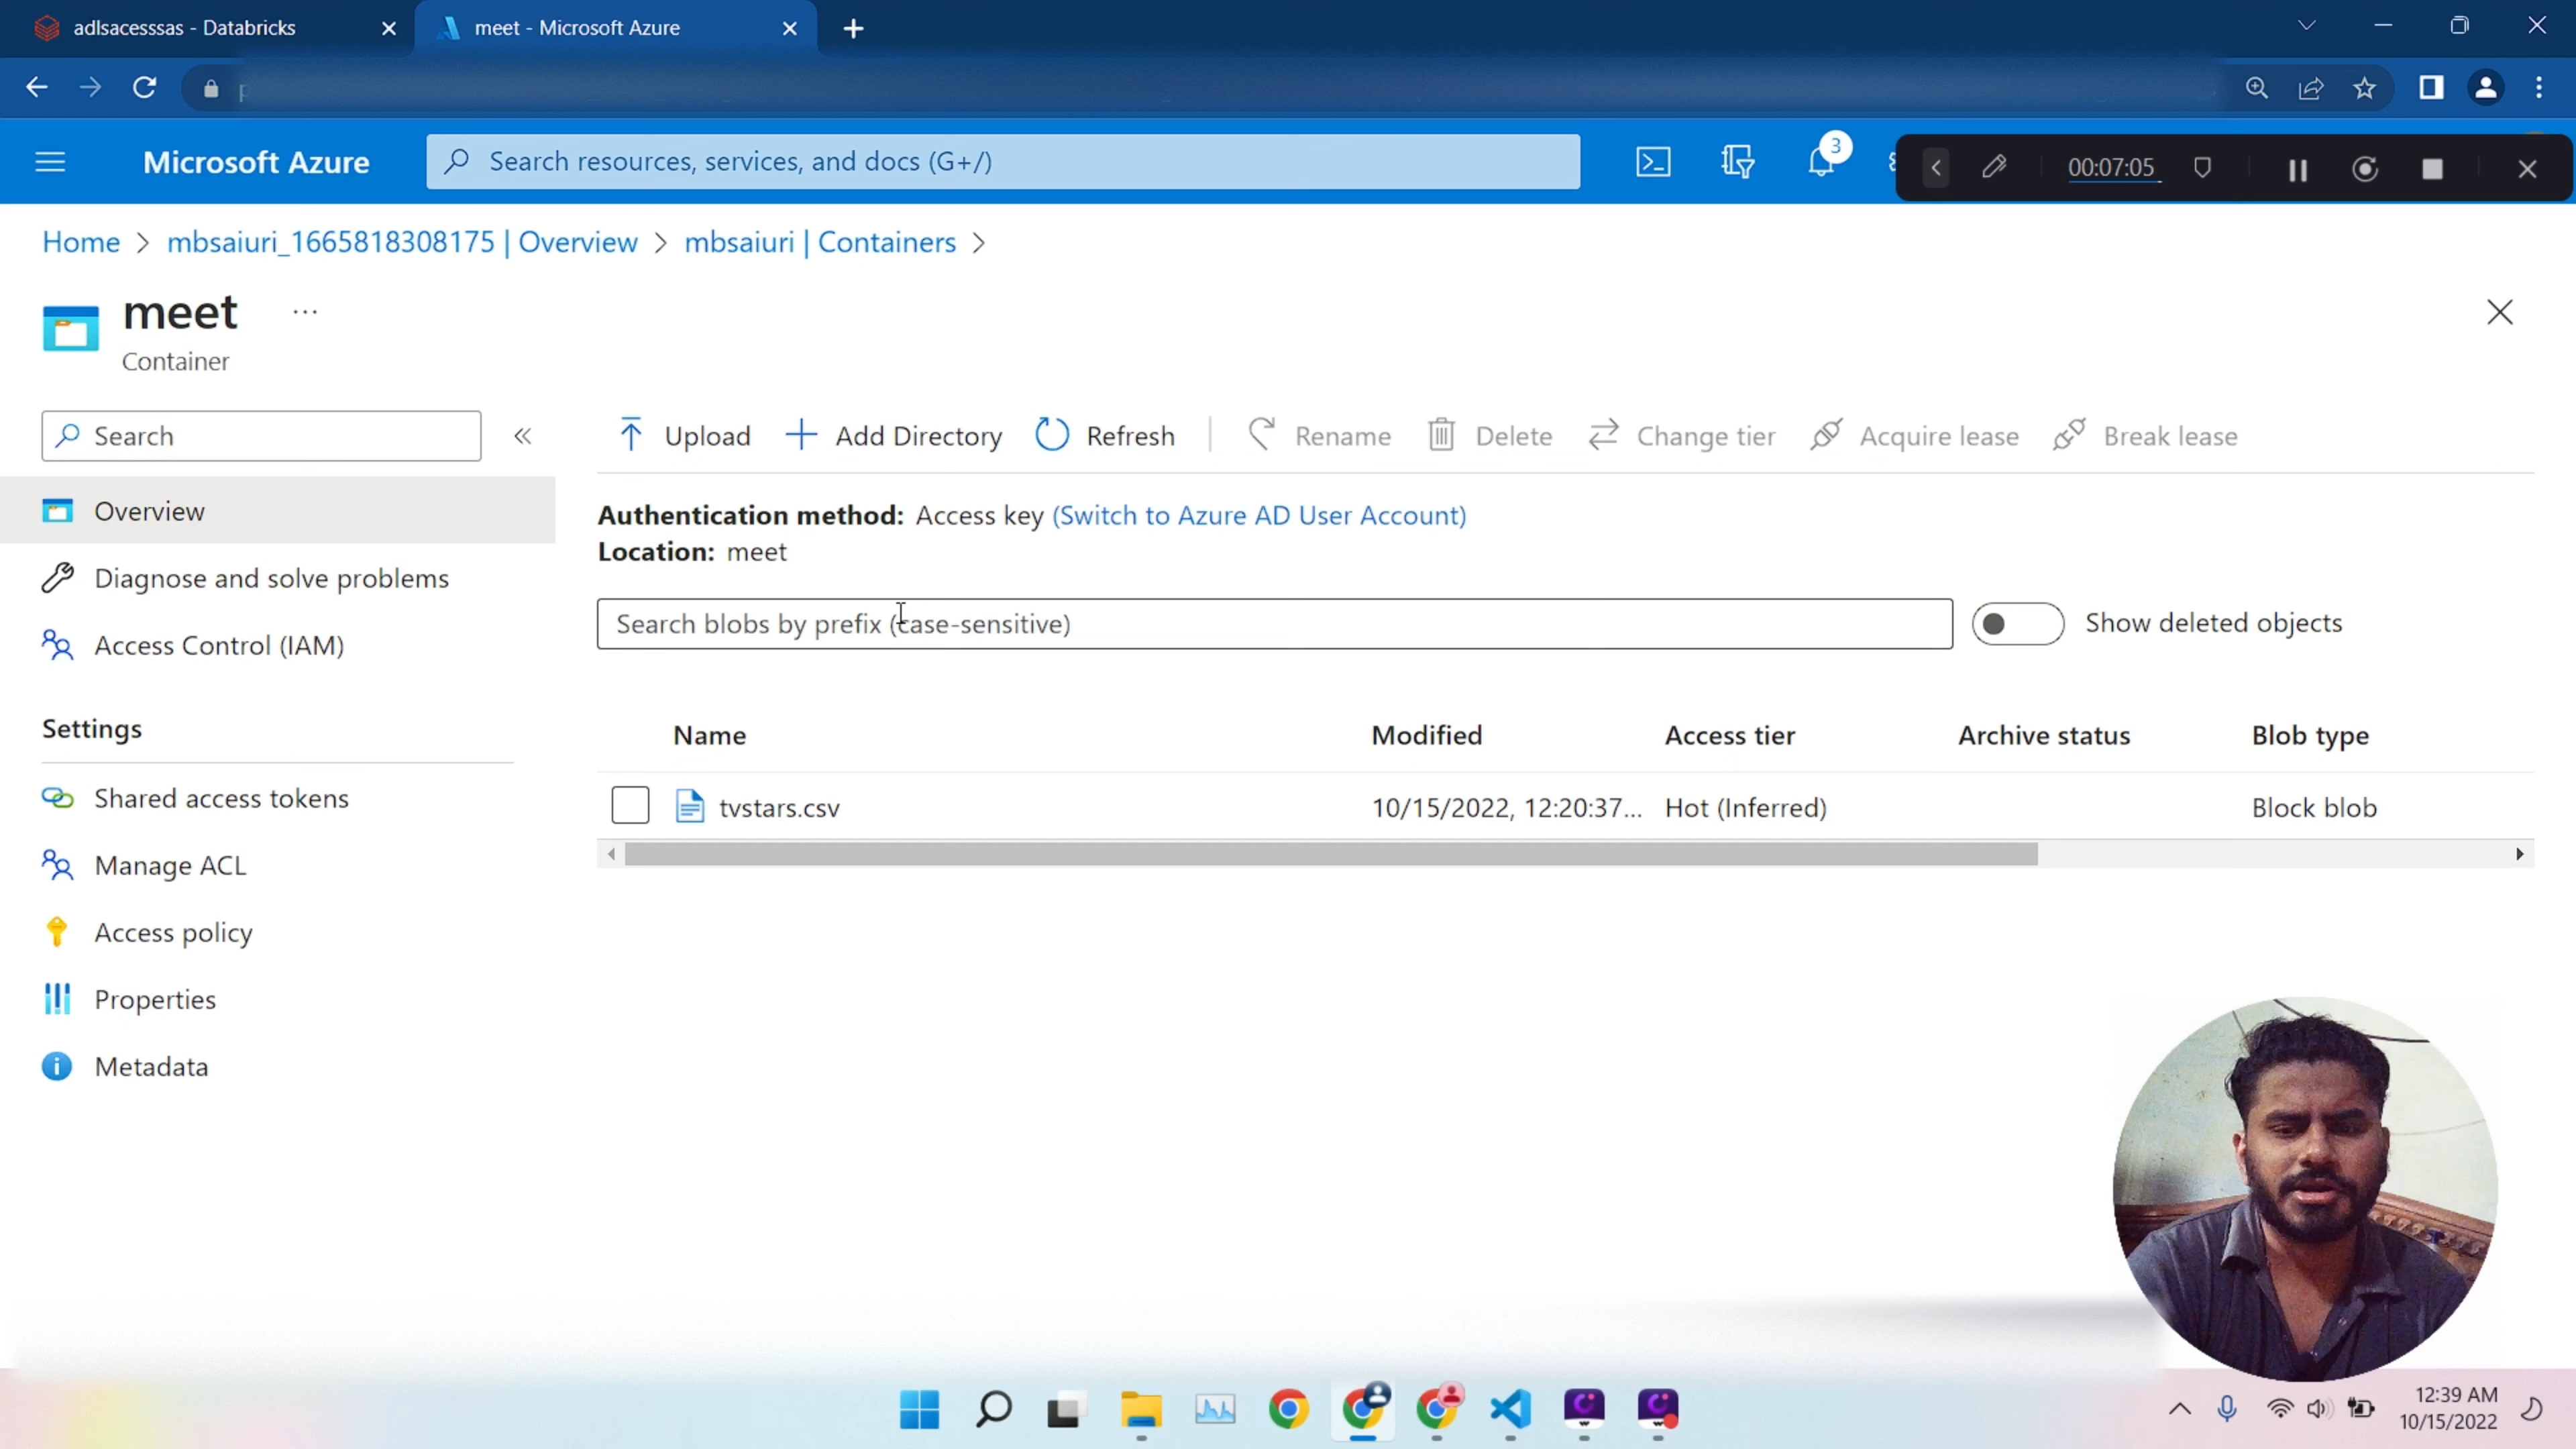 adlsacesssas - Databricks
meet - Microsoft Azure
Microsoft Azure
Search resources, services, and docs (G+/)
3
00:07:05
Home > mbsaiuri_1665818308175 | Overview > mbsaiuri | Containers >
meet ...
Container
Search
Upload
Add Directory
Refresh
Rename
Delete
Change tier
Acquire lease
Break lease
Overview
Diagnose and solve problems
Access Control (IAM)
Settings
Shared access tokens
Manage ACL
Access policy
Properties
Metadata
Authentication method: Access key (Switch to Azure AD User Account)
Location: meet
Search blobs by prefix (case-sensitive)
Show deleted objects
Name Modified Access tier Archive status Blob type
tvstars.csv 10/15/2022, 12:20:37... Hot (Inferred) Block blob
12:39 AM
10/15/2022